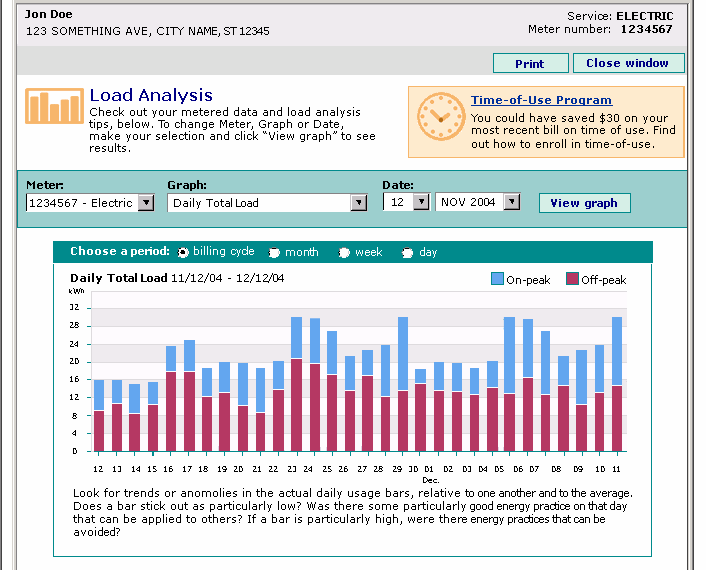 Jon Doe
Service: ELECTRIC
123 SOMETHING AVE, CITY NAME, ST 12345
Meter number: 1234567
Print
Close window
Load Analysis
Check out your metered data and load analysis
tips, below. To change Meter, Graph or Date,
make your selection and click "View graph" to see
results.
Time-of-Use Program
You could have saved $30 on your
most recent bill on time of use. Find
out how to enroll in time-of-use.
Meter:
Graph:
Date:
1234567 - Electric
Daily Total Load
12
NOV 2004
View graph
Choose a period: billing cycle month week day
Daily Total Load 11/12/04 - 12/12/04
On-peak
Off-peak
kWh
32
28
24
20
16
12
8
4
0
12 13 14 15 16 17 18 19 20 21 22 23 24 25 26 27 28 29 30 01 02 03 04 05 06 07 08 09 10 11
Dec.
Look for trends or anomolies in the actual daily usage bars, relative to one another and to the average.
Does a bar stick out as particularly low? Was there some particularly good energy practice on that day
that can be applied to others? If a bar is particularly high, were there energy practices that can be
avoided?